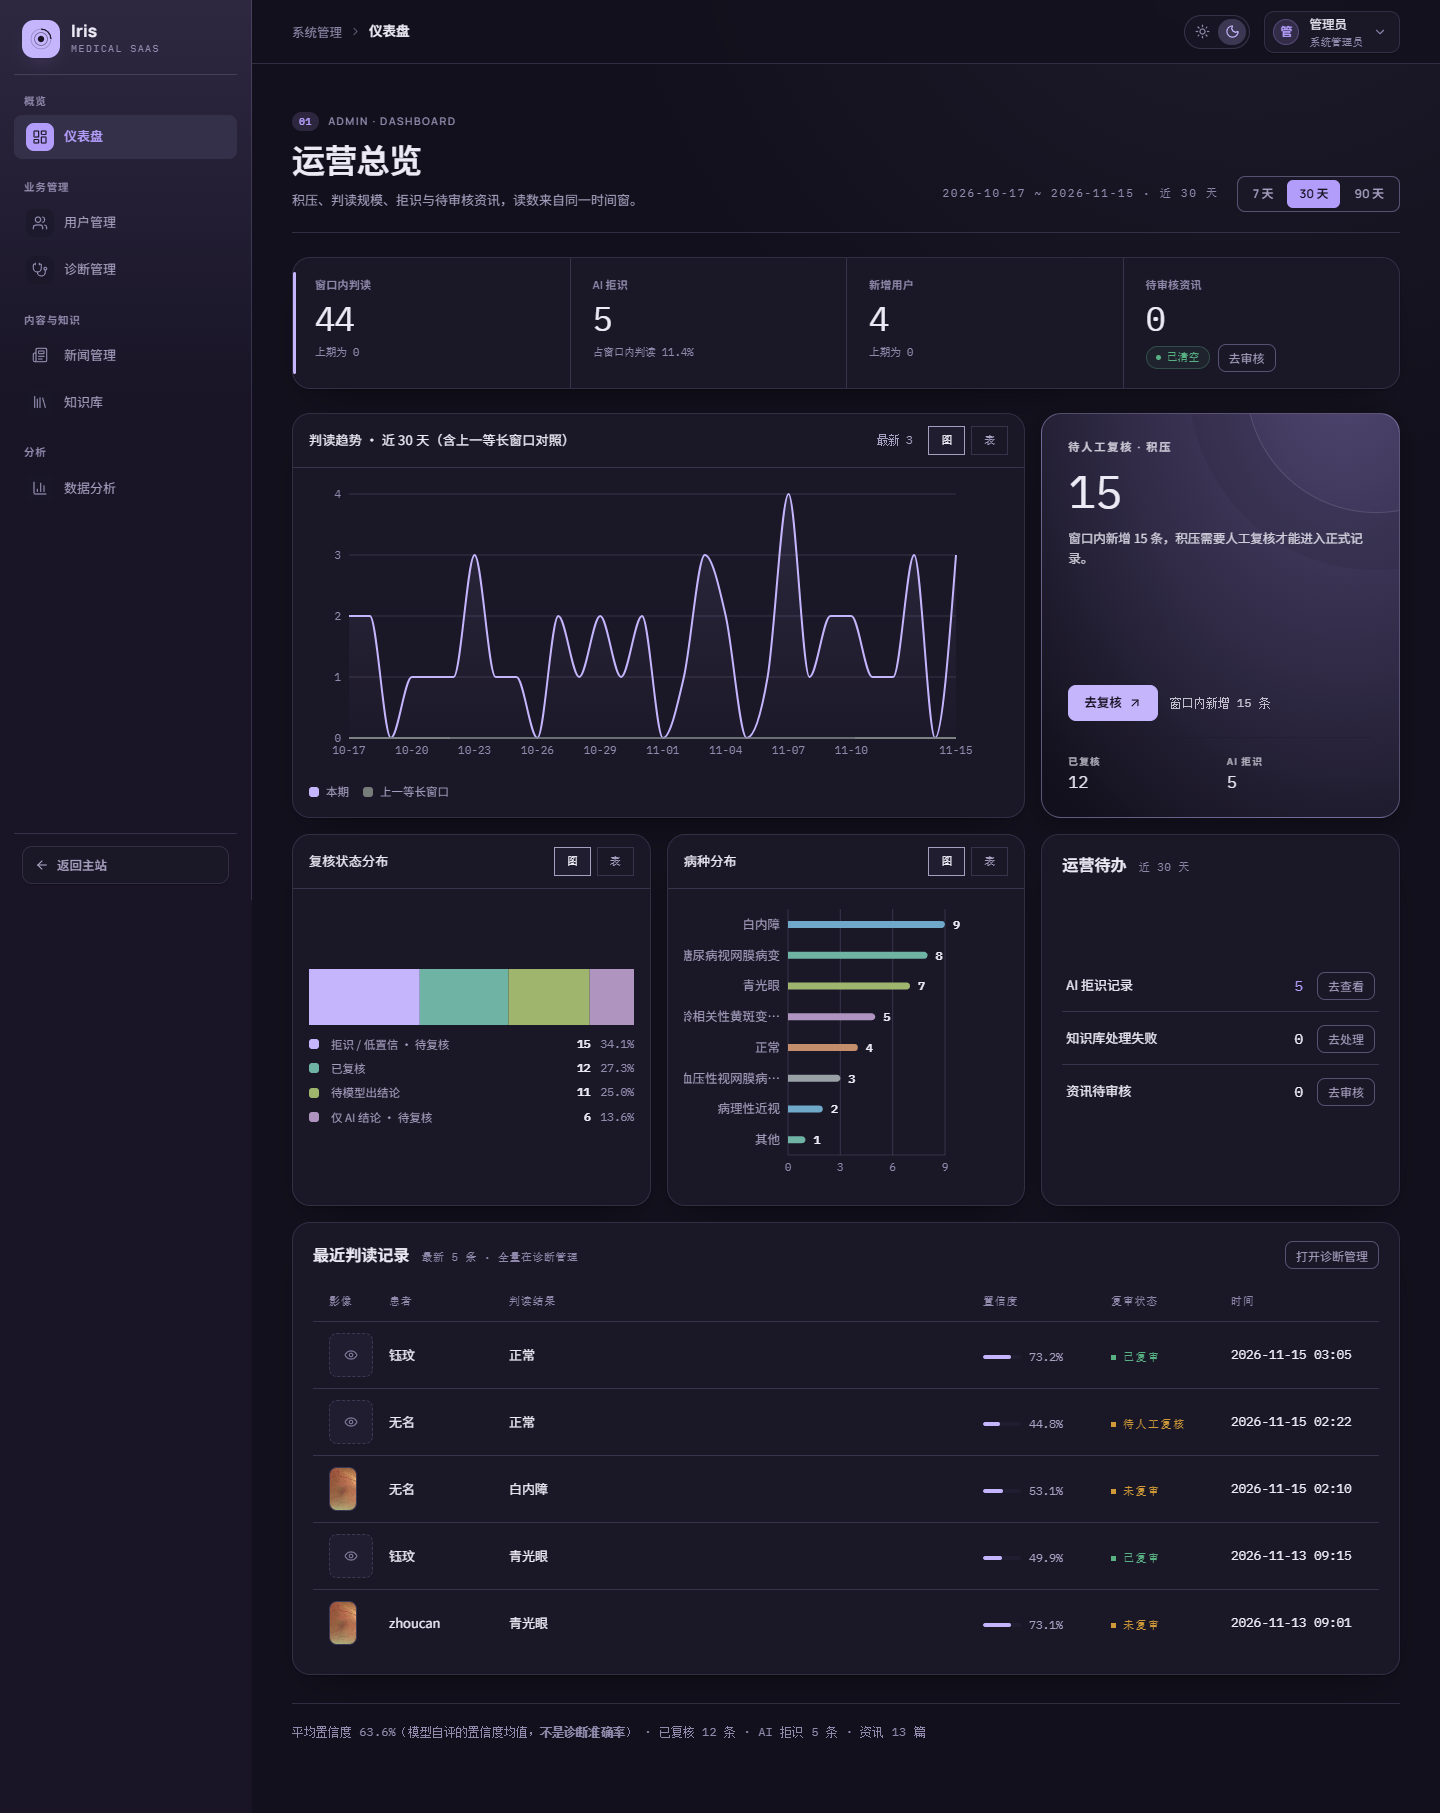 Iris
MEDICAL SAAS
概览
仪表盘
业务管理
用户管理
诊断管理
内容与知识
新闻管理
知识库
分析
数据分析
返回主站
系统管理 > 仪表盘
管
管理员
系统管理员
01 ADMIN · DASHBOARD
运营总览
积压、判读规模、拒识与待审核资讯，读数来自同一时间窗。
2026-10-17 ~ 2026-11-15 · 近 30 天
7 天 30 天 90 天
窗口内判读
44
上期为 0
AI 拒识
5
占窗口内判读 11.4%
新增用户
4
上期为 0
待审核资讯
0
已清空 去审核
判读趋势 · 近 30 天（含上一等长窗口对照）
最新 3 图 表
4
3
2
1
0
10-17 10-20 10-23 10-26 10-29 11-01 11-04 11-07 11-10 11-15
本期 上一等长窗口
待人工复核 · 积压
15
窗口内新增 15 条，积压需要人工复核才能进入正式记
录。
去复核 窗口内新增 15 条
已复核
12
AI 拒识
5
复核状态分布 图 表
拒识 / 低置信 · 待复核 15 34.1%
已复核 12 27.3%
待模型出结论 11 25.0%
仅 AI 结论 · 待复核 6 13.6%
病种分布 图 表
白内障 9
尿病视网膜病变 8
青光眼 7
相关性黄斑变… 5
正常 4
压性视网膜病… 3
病理性近视 2
其他 1
0 3 6 9
运营待办 近 30 天
AI 拒识记录 5 去查看
知识库处理失败 0 去处理
资讯待审核 0 去审核
最近判读记录 最新 5 条 · 全量在诊断管理 打开诊断管理
影像 患者 判读结果 置信度 复审状态 时间
钰玟 正常 73.2% 已复审 2026-11-15 03:05
无名 正常 44.8% 待人工复核 2026-11-15 02:22
无名 白内障 53.1% 未复审 2026-11-15 02:10
钰玟 青光眼 49.9% 已复审 2026-11-13 09:15
zhoucan 青光眼 73.1% 未复审 2026-11-13 09:01
平均置信度 63.6%（模型自评的置信度均值，不是诊断准确率） · 已复核 12 条 · AI 拒识 5 条 · 资讯 13 篇